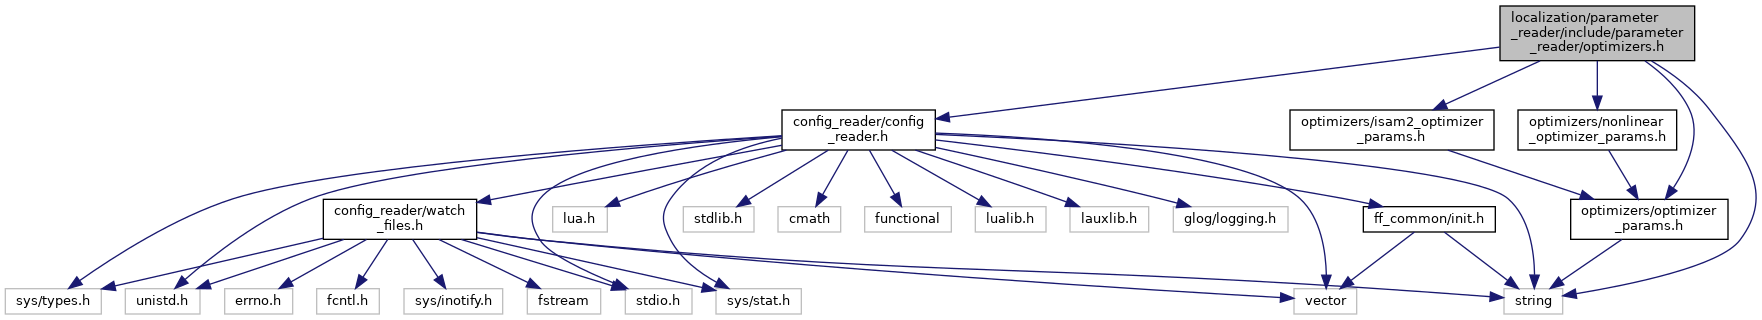 localization/parameter
_reader/include/parameter
_reader/optimizers.h
config_reader/config
_reader.h
optimizers/isam2_optimizer
_params.h
optimizers/nonlinear
_optimizer_params.h
config_reader/watch
_files.h
lua.h
stdlib.h
cmath
functional
lualib.h
lauxlib.h
glog/logging.h
ff_common/init.h
optimizers/optimizer
_params.h
sys/types.h
unistd.h
errno.h
fcntl.h
sys/inotify.h
fstream
stdio.h
sys/stat.h
vector
string